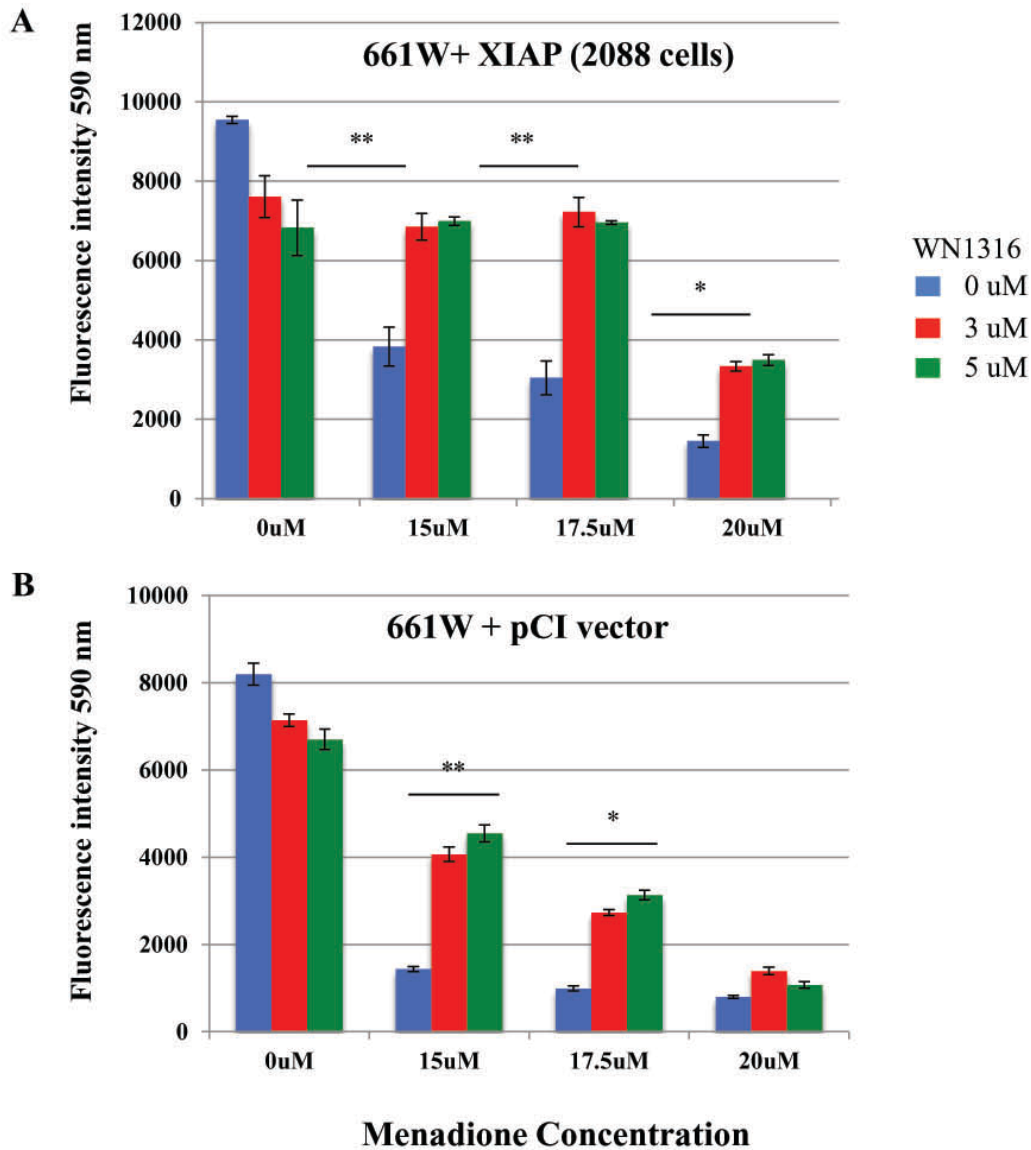 A
12000
661W+ XIAP (2088 cells)
10000
8000
6000
4000
2000
0
Fluorescence intensity 590 nm
**
**
*
0uM
15uM
17.5uM
20uM
WN1316
0 uM
3 uM
5 uM
B
10000
661W + pCI vector
8000
6000
4000
2000
0
Fluorescence intensity 590 nm
**
*
0uM
15uM
17.5uM
20uM
Menadione Concentration